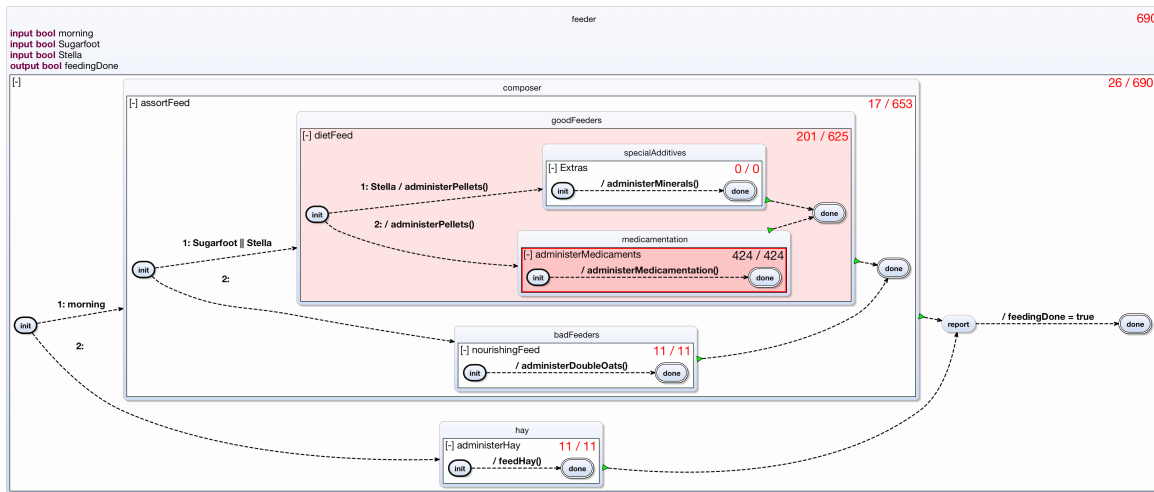 feeder
690
input bool morning
input bool Sugarfoot
input bool Stella
output bool feedingDone
[-]
26 / 690
composer
[-] assortFeed
17 / 653
goodFeeders
[-] dietFeed
201 / 625
specialAdditives
[-] Extras
0 / 0
init
/ administerMinerals()
done
1: Stella / administerPellets()
init
done
2: / administerPellets()
medicamentation
[-] administerMedicaments
424 / 424
init
/ administerMedicamentation()
done
1: Sugarfoot || Stella
init
done
2:
1: morning
init
2:
badFeeders
[-] nourishingFeed
11 / 11
init
/ administerDoubleOats()
done
report
/ feedingDone = true
done
hay
[-] administerHay
11 / 11
init
/ feedHay()
done